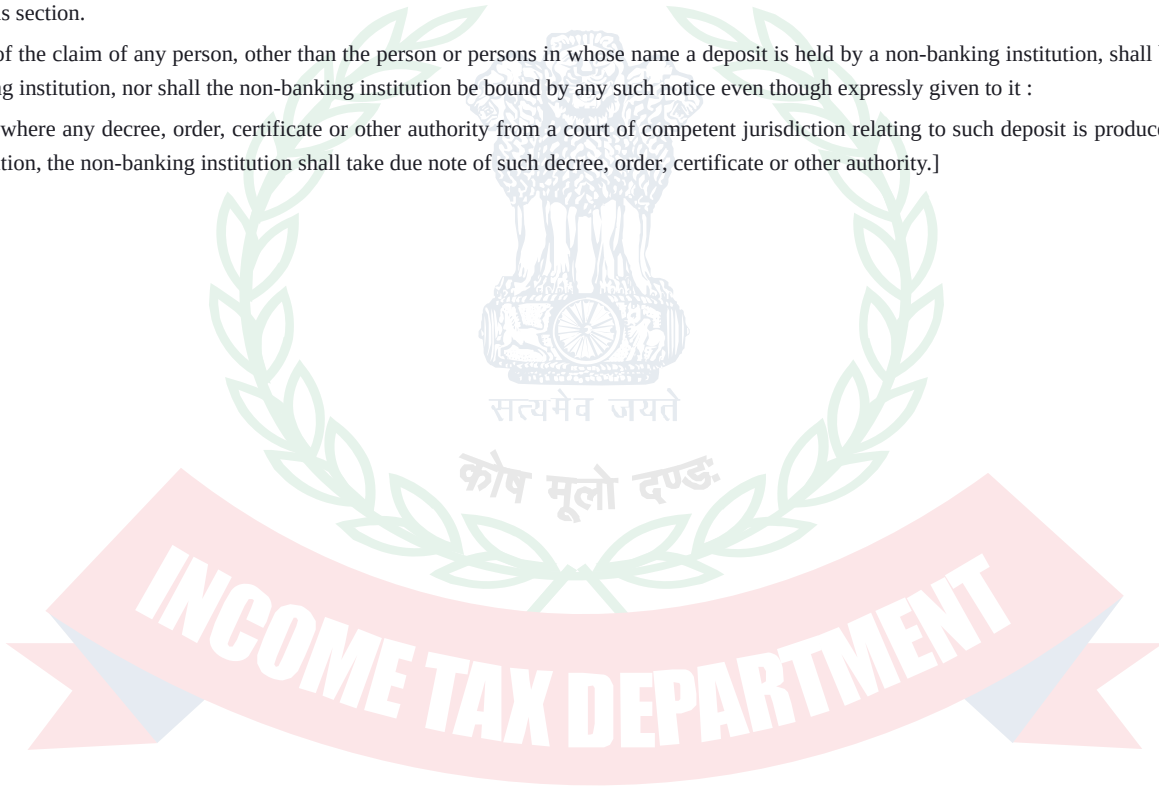 s section.
of the claim of any person, other than the person or persons in whose name a deposit is held by a non-banking institution, shall
ng institution, nor shall the non-banking institution be bound by any such notice even though expressly given to it :
where any decree, order, certificate or other authority from a court of competent jurisdiction relating to such deposit is produce
tion, the non-banking institution shall take due note of such decree, order, certificate or other authority.]
सत्यमेव जयते
कोष मूलो दण्डः
INCOME TAX DEPARTMENT